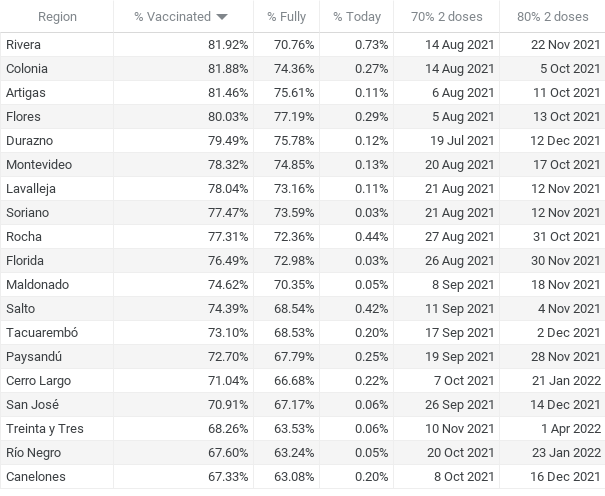 Region % Vaccinated % Fully % Today 70% 2 doses 80% 2 doses
Rivera 81.92% 70.76% 0.73% 14 Aug 2021 22 Nov 2021
Colonia 81.88% 74.36% 0.27% 14 Aug 2021 5 Oct 2021
Artigas 81.46% 75.61% 0.11% 6 Aug 2021 11 Oct 2021
Flores 80.03% 77.19% 0.29% 5 Aug 2021 13 Oct 2021
Durazno 79.49% 75.78% 0.12% 19 Jul 2021 12 Dec 2021
Montevideo 78.32% 74.85% 0.13% 20 Aug 2021 17 Oct 2021
Lavalleja 78.04% 73.16% 0.11% 21 Aug 2021 12 Nov 2021
Soriano 77.47% 73.59% 0.03% 21 Aug 2021 12 Nov 2021
Rocha 77.31% 72.36% 0.44% 27 Aug 2021 31 Oct 2021
Florida 76.49% 72.98% 0.03% 26 Aug 2021 30 Nov 2021
Maldonado 74.62% 70.35% 0.05% 8 Sep 2021 18 Nov 2021
Salto 74.39% 68.54% 0.42% 11 Sep 2021 4 Nov 2021
Tacuarembó 73.10% 68.53% 0.20% 17 Sep 2021 2 Dec 2021
Paysandú 72.70% 67.79% 0.25% 19 Sep 2021 28 Nov 2021
Cerro Largo 71.04% 66.68% 0.22% 7 Oct 2021 21 Jan 2022
San José 70.91% 67.17% 0.06% 26 Sep 2021 14 Dec 2021
Treinta y Tres 68.26% 63.53% 0.06% 10 Nov 2021 1 Apr 2022
Río Negro 67.60% 63.24% 0.05% 20 Oct 2021 23 Jan 2022
Canelones 67.33% 63.08% 0.20% 8 Oct 2021 16 Dec 2021